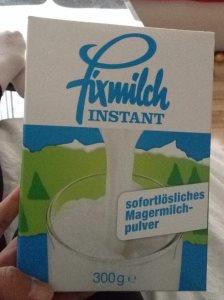 fixmilch
INSTANT
sofortlösliches
Magermilch-
pulver
300g ℮